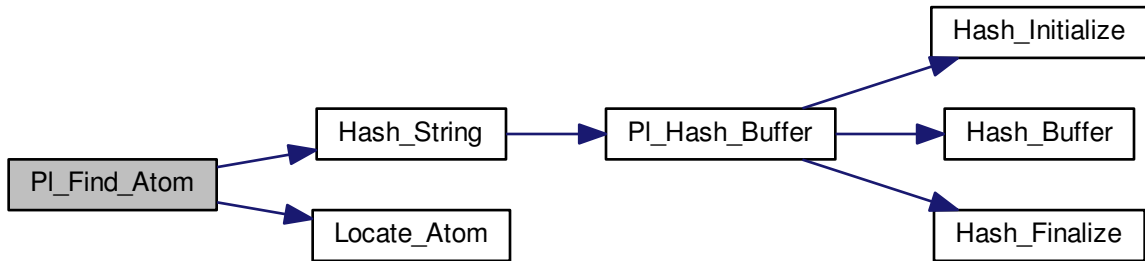 Pl_Find_Atom
Hash_String
Locate_Atom
Pl_Hash_Buffer
Hash_Initialize
Hash_Buffer
Hash_Finalize